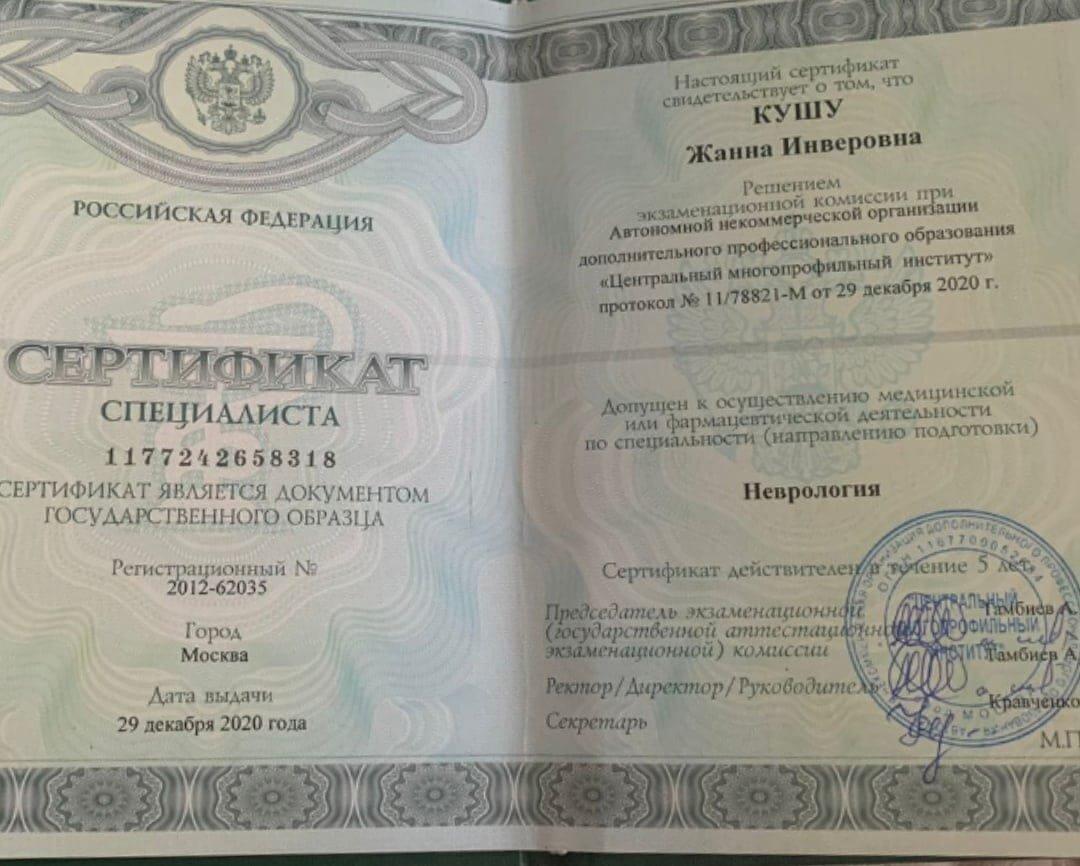 РОССИЙСКАЯ ФЕДЕРАЦИЯ
СЕРТИФИКАТ
СПЕЦИАЛИСТА
1177242658318
СЕРТИФИКАТ ЯВЛЯЕТСЯ ДОКУМЕНТОМ
ГОСУДАРСТВЕННОГО ОБРАЗЦА
Регистрационный №
2012-62035
Город
Москва
Дата выдачи
29 декабря 2020 года
Настоящий сертификат
свидетельствует о том, что
КУШУ
Жанна Инверовна
Решением
экзаменационной комиссии при
Автономной некоммерческой организации
дополнительного профессионального образования
«Центральный многопрофильный институт»
протокол № 11/78821-М от 29 декабря 2020 г.
Допущен к осуществлению медицинской
или фармацевтической деятельности
по специальности (направлению подготовки)
Неврология
Сертификат действителен в течение 5 лет.
Председатель экзаменационной
(государственной аттестационной
экзаменационной) комиссии
Тамбиев А.
Ректор/Директор/Руководитель
Тамбиев А.
Секретарь
Кравченко
М.П
ЦЕНТРАЛЬНЫЙ
МНОГОПРОФИЛЬНЫЙ
ИНСТИТУТ